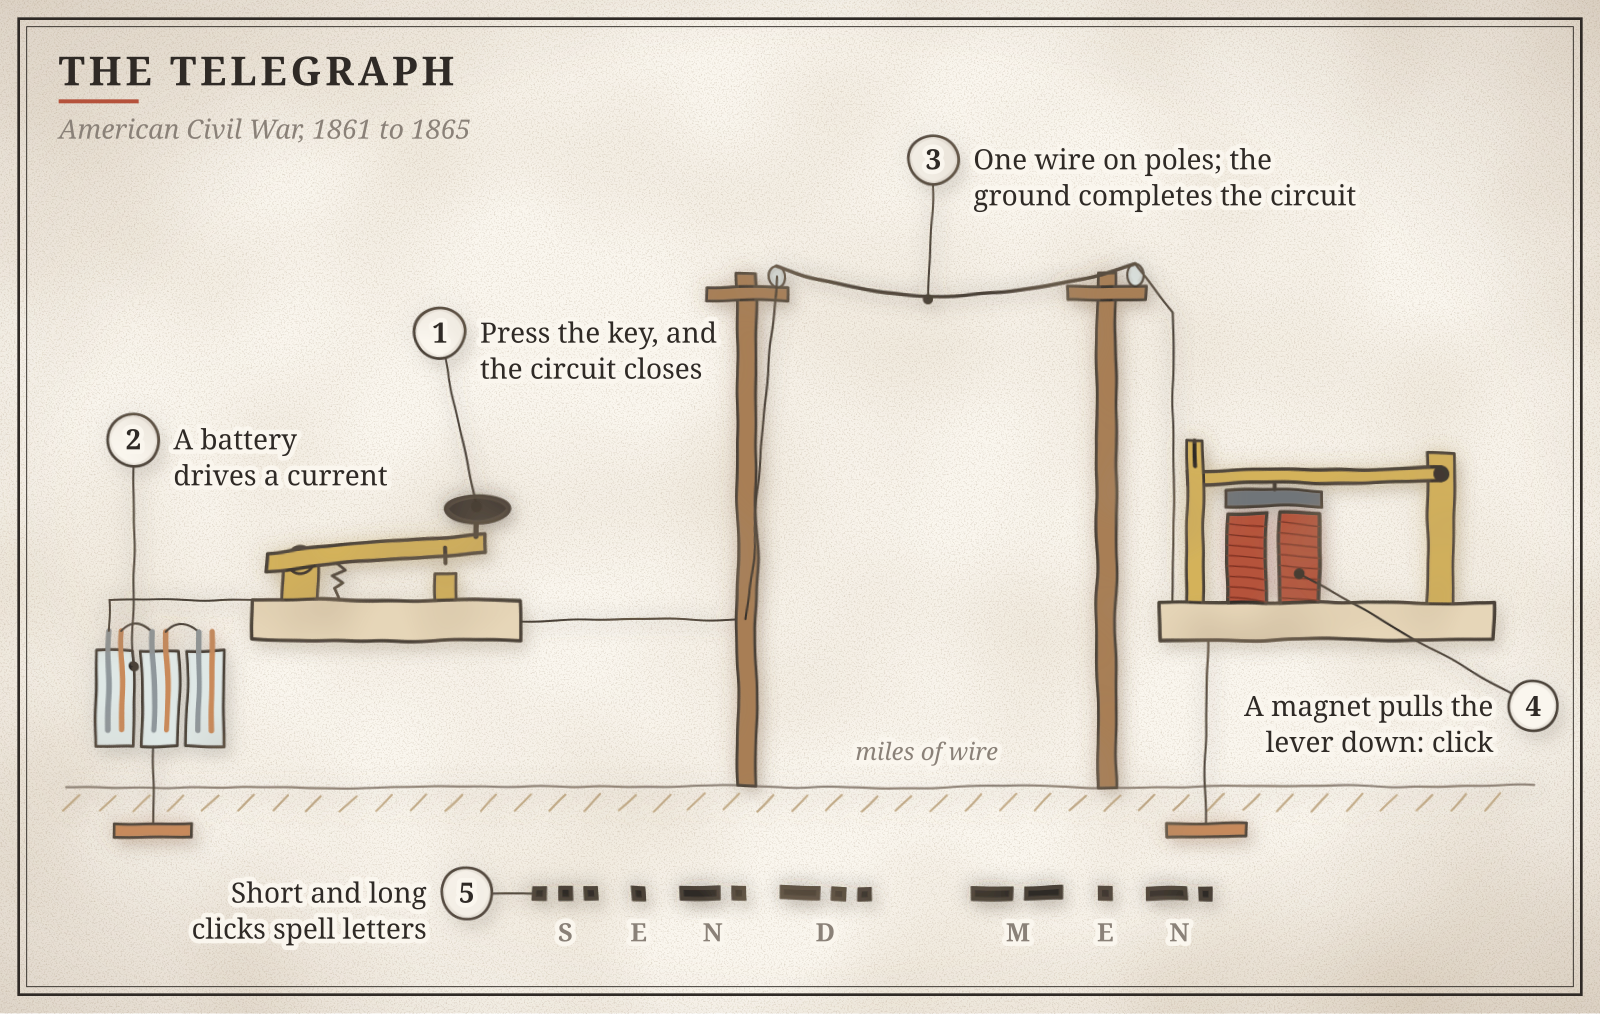 THE TELEGRAPH
American Civil War, 1861 to 1865
3
One wire on poles; the
ground completes the circuit
1
Press the key, and
the circuit closes
2
A battery
drives a current
A magnet pulls the
lever down: click
4
miles of wire
Short and long
clicks spell letters
5
S E N D M E N